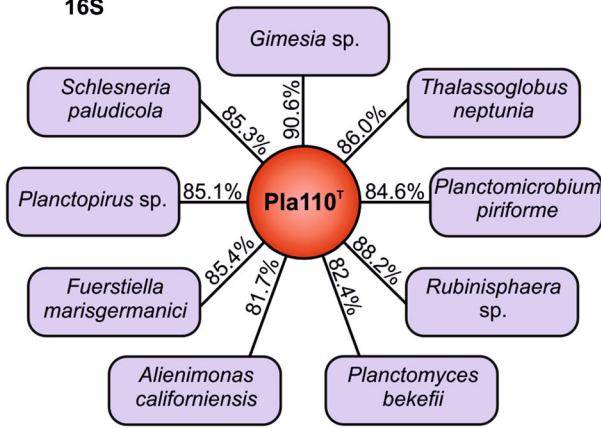 16S
Gimesia sp.
Schlesneria
paludicola
Thalassoglobus
neptunia
90.6%
85.3%
86.0%
Planctopirus sp.
85.1%
Pla110ᵀ
84.6%
Planctomicrobium
piriforme
85.4%
81.7%
82.4%
88.2%
Fuerstiella
marisgermanici
Rubinisphaera
sp.
Alienimonas
californiensis
Planctomyces
bekefii